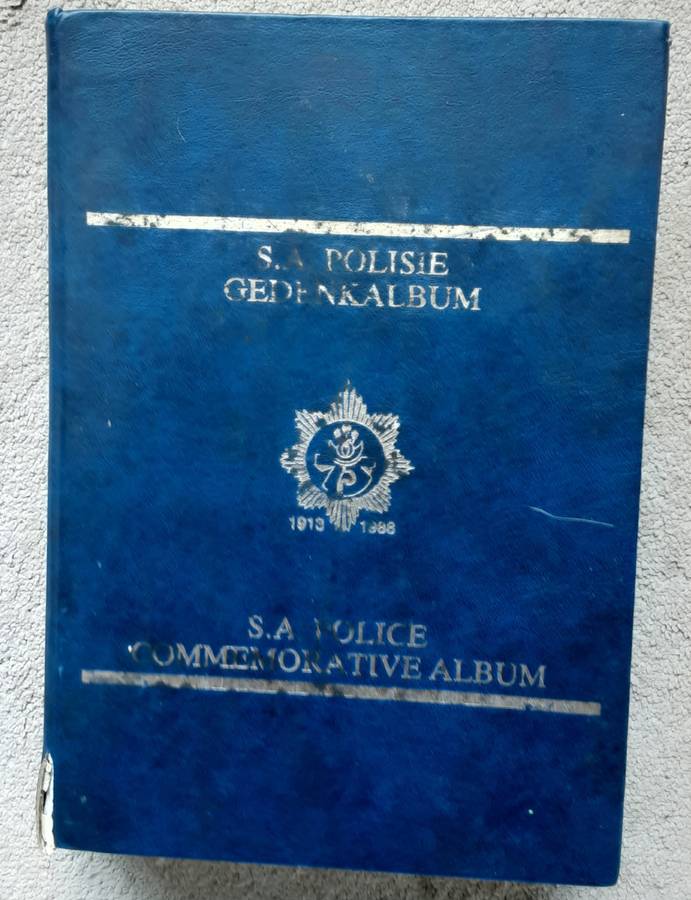 S.A. POLISIE
GEDENKALBUM
1913 1988
S.A. POLICE
COMMEMORATIVE ALBUM